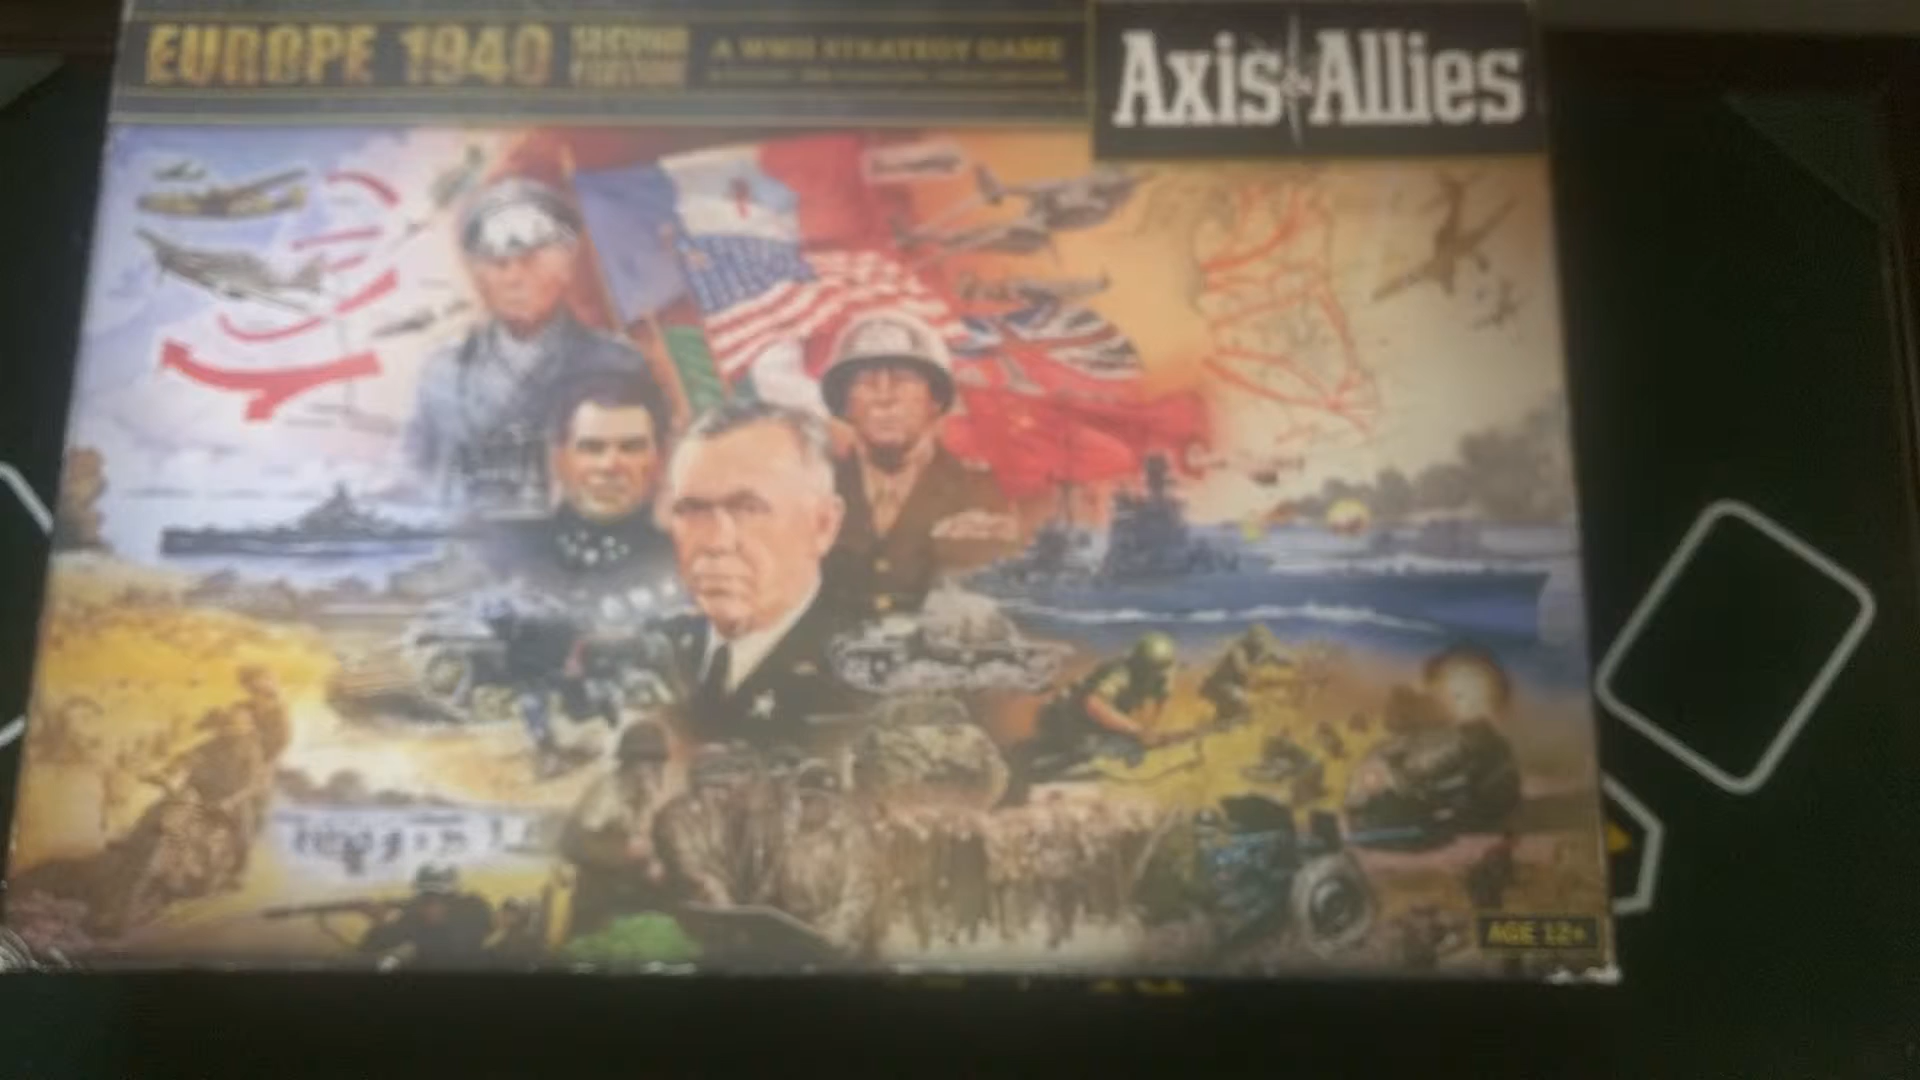 EUROPE 1940
SECOND
EDITION
A WWII STRATEGY GAME
Axis & Allies
AGE 12+